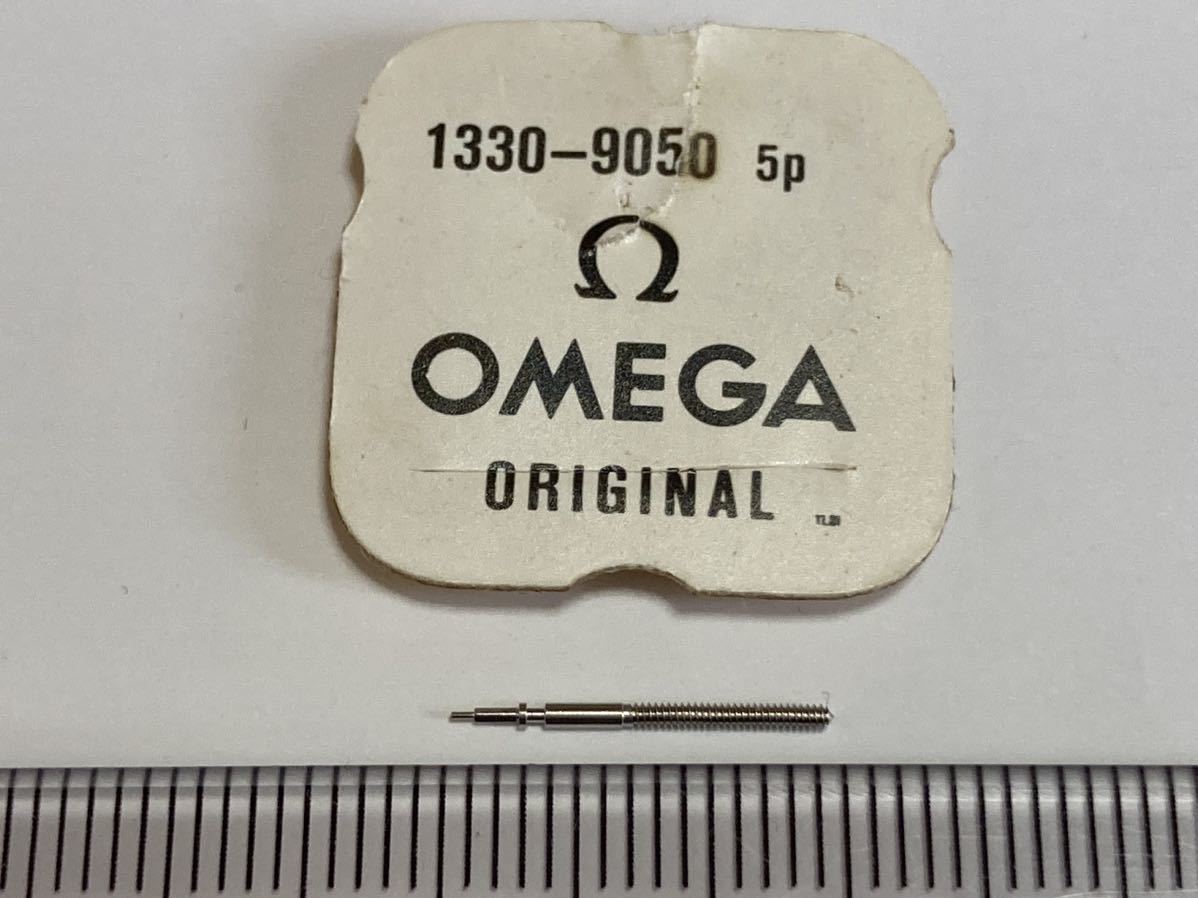 1330-9050 5p
Ω
OMEGA
ORIGINAL